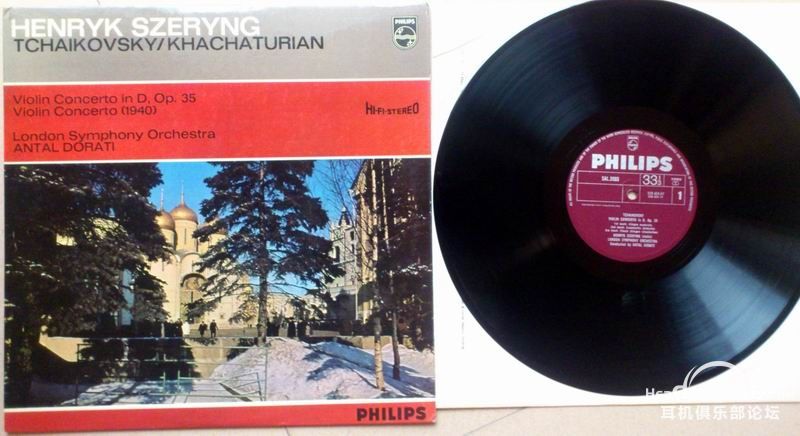 HENRYK SZERYNG
TCHAIKOVSKY/KHACHATURIAN
PHILIPS
Violin Concerto in D, Op. 35
Violin Concerto (1940)
HI-FI-STEREO
London Symphony Orchestra
ANTAL DORATI
PHILIPS
PHILIPS
33⅓
1
TCHAIKOVSKY
VIOLIN CONCERTO in D, Op. 35
HENRYK SZERYNG
LONDON SYMPHONY ORCHESTRA
Conducted by ANTAL DORATI
耳机俱乐部论坛